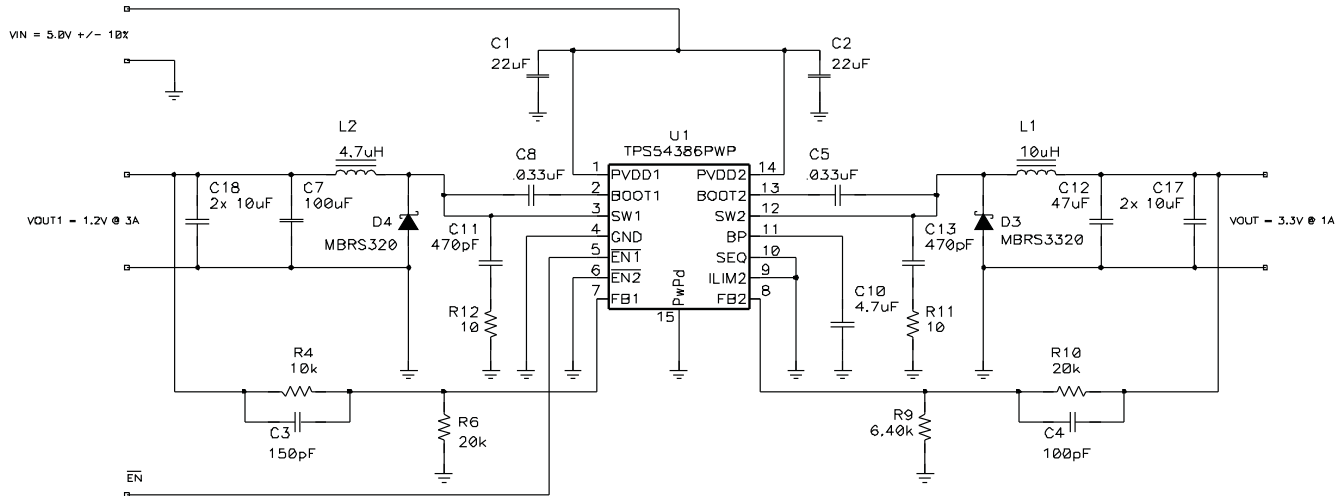 VIN = 5.0V +/- 10%
C1
22uF
C2
22uF
U1
TPS54386PWP
L2
4.7uH
L1
10uH
C8
.033uF
C5
.033uF
1
PVDD1
PVDD2
14
2
BOOT1
BOOT2
13
3
SW1
SW2
12
4
GND
BP
11
5
EN1
SEQ
10
6
EN2
ILIM2
9
7
FB1
FB2
8
PwPd
15
C18
2x 10uF
C7
100uF
D4
MBRS320
C11
470pF
C13
470pF
D3
MBRS3320
C12
47uF
C17
2x 10uF
VOUT1 = 1.2V @ 3A
VOUT = 3.3V @ 1A
R12
10
C10
4.7uF
R11
10
R4
10k
R10
20k
C3
150pF
R6
20k
R9
6.40k
C4
100pF
EN